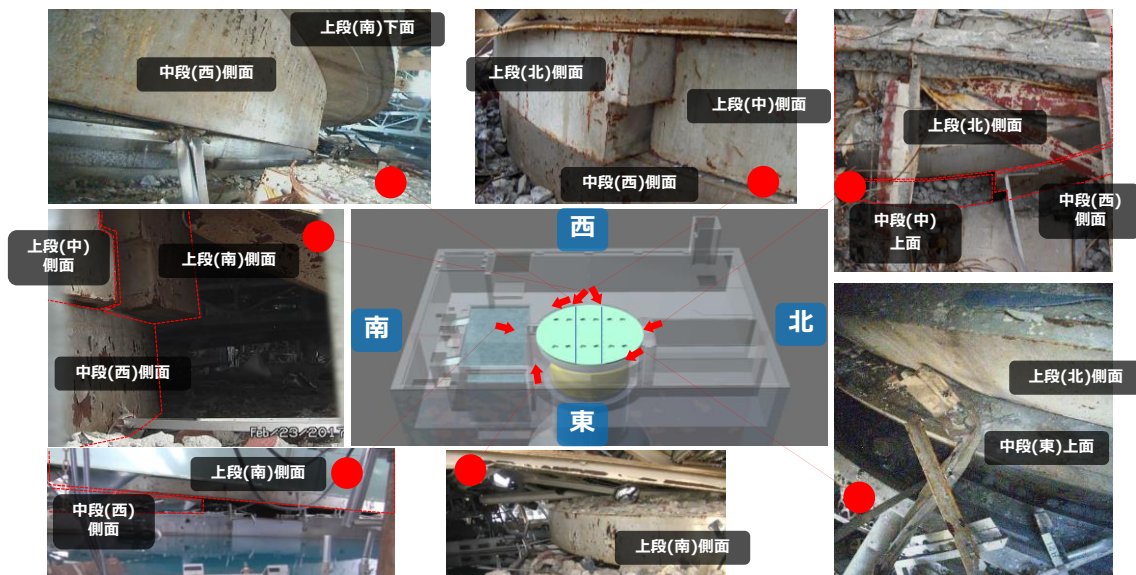 上段(南)下面
中段(西)側面
上段(北)側面
上段(中)側面
中段(西)側面
上段(北)側面
中段(中)
上面
中段(西)
側面
上段(中)
側面
上段(南)側面
中段(西)側面
Feb/23/2017
西
南
北
東
上段(北)側面
中段(東)上面
上段(南)側面
中段(西)
側面
上段(南)側面